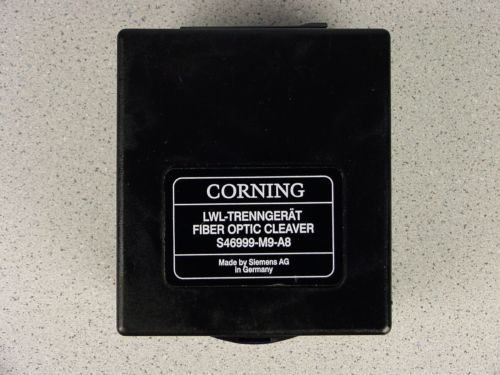 CORNING
LWL-TRENNGERÄT
FIBER OPTIC CLEAVER
S46999-M9-A8
Made by Siemens AG
in Germany